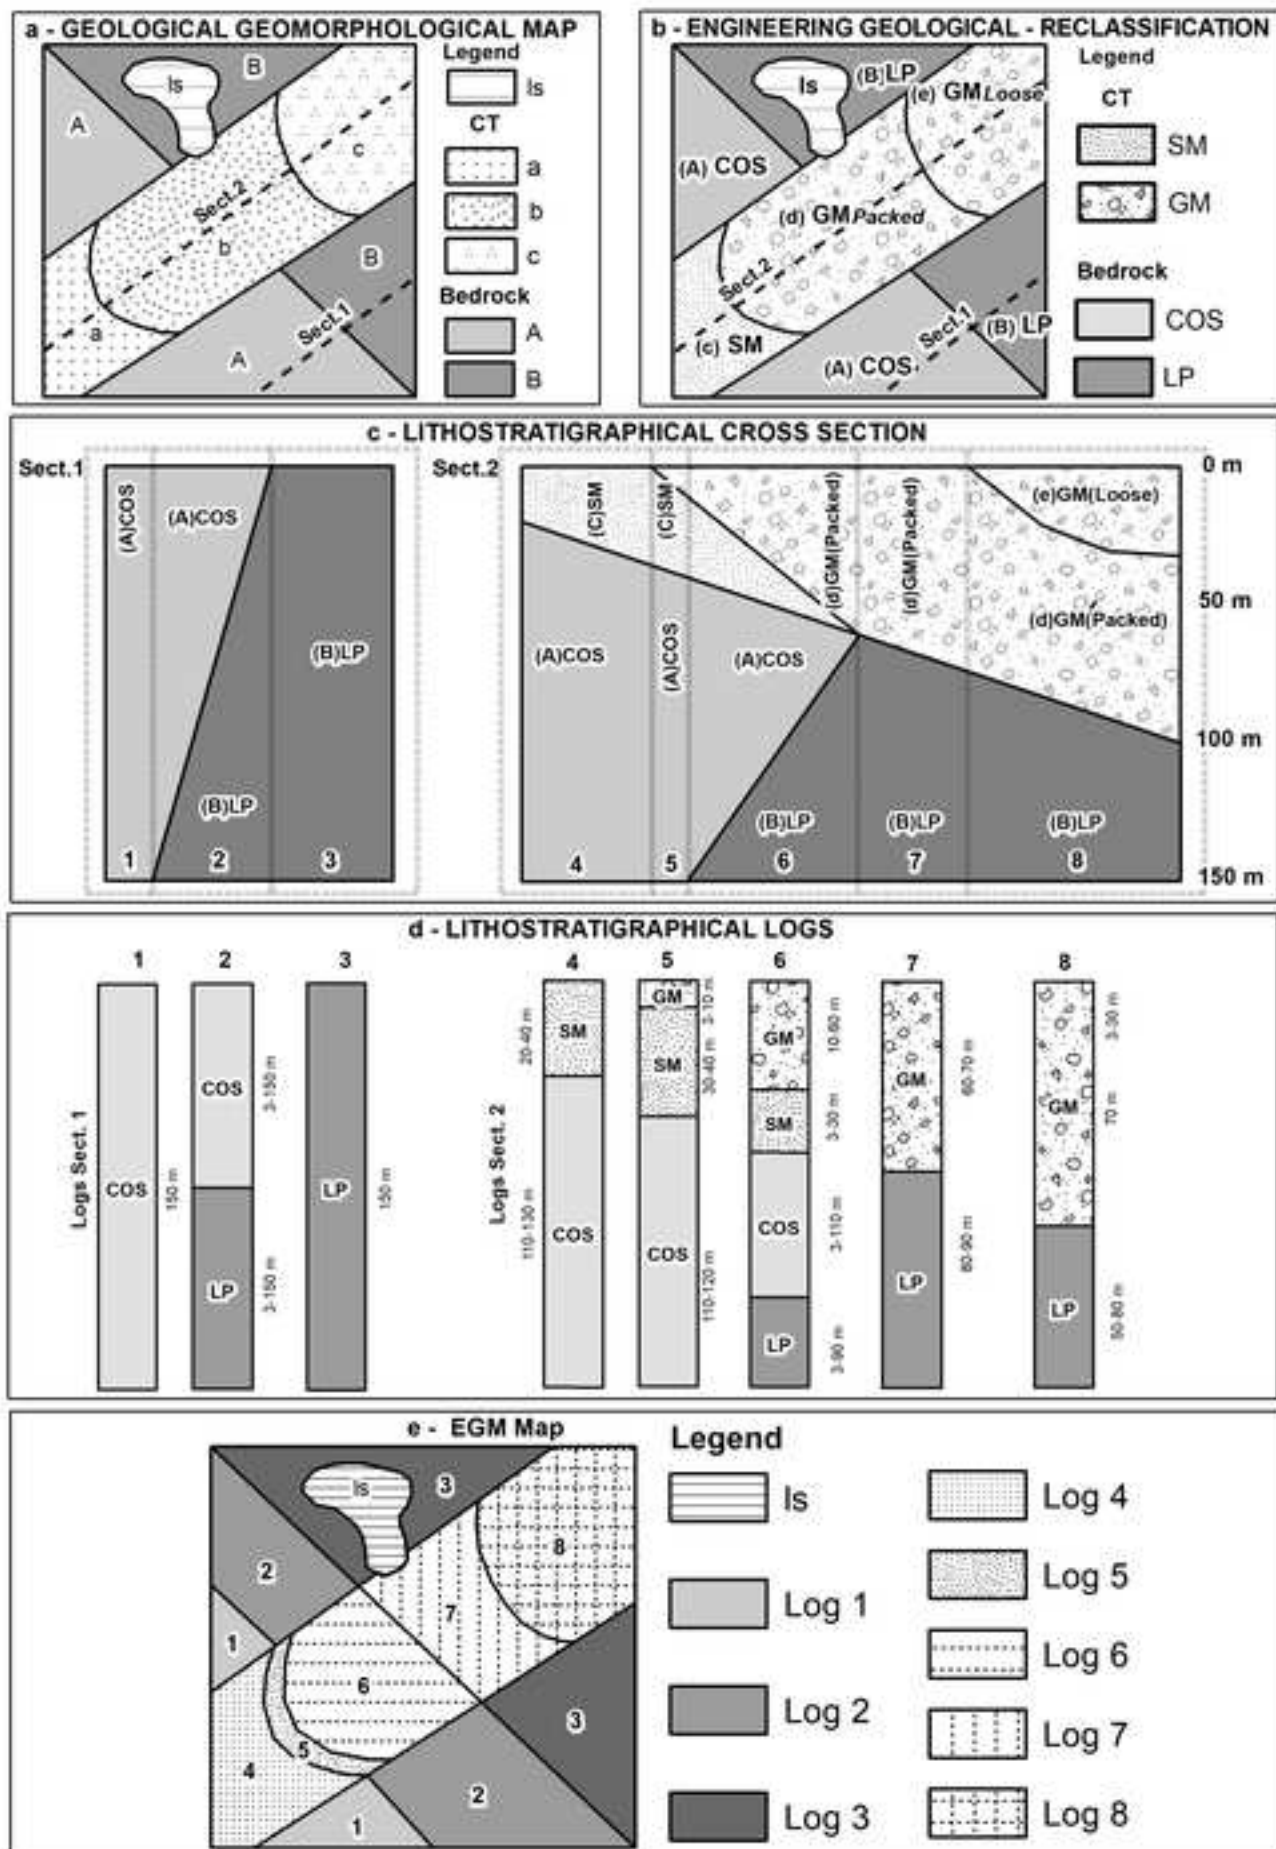 a - GEOLOGICAL GEOMORPHOLOGICAL MAP
B
ls
A
c
Sect.2
b
B
a
Sect.1
A
Legend
ls
CT
a
b
c
Bedrock
A
B
b - ENGINEERING GEOLOGICAL - RECLASSIFICATION
ls
(B)LP
(e) GM Loose
(A) COS
(d) GM Packed
Sect.2
(c) SM
Sect.1
(B) LP
(A) COS
Legend
CT
SM
GM
Bedrock
COS
LP
c - LITHOSTRATIGRAPHICAL CROSS SECTION
Sect.1
(A)COS
(A)COS
(B)LP
(B)LP
1
2
3
Sect.2
0 m
(C)SM
(C)SM
(d)GM(Packed)
(d)GM(Packed)
(e)GM(Loose)
50 m
(d)GM(Packed)
(A)COS
(A)COS
(A)COS
100 m
(B)LP
(B)LP
(B)LP
4
5
6
7
8
150 m
d - LITHOSTRATIGRAPHICAL LOGS
1
2
3
4
5
6
7
8
Logs Sect. 1
COS
150 m
COS
3-150 m
LP
3-150 m
LP
150 m
Logs Sect. 2
20-40 m
SM
110-130 m
COS
GM
3-10 m
SM
30-40 m
COS
110-120 m
GM
10-60 m
SM
3-30 m
COS
3-110 m
LP
3-90 m
GM
60-70 m
LP
80-90 m
GM
3-30 m
70 m
LP
50-80 m
e - EGM Map
ls
3
2
8
1
7
6
5
4
3
2
1
Legend
ls
Log 1
Log 2
Log 3
Log 4
Log 5
Log 6
Log 7
Log 8